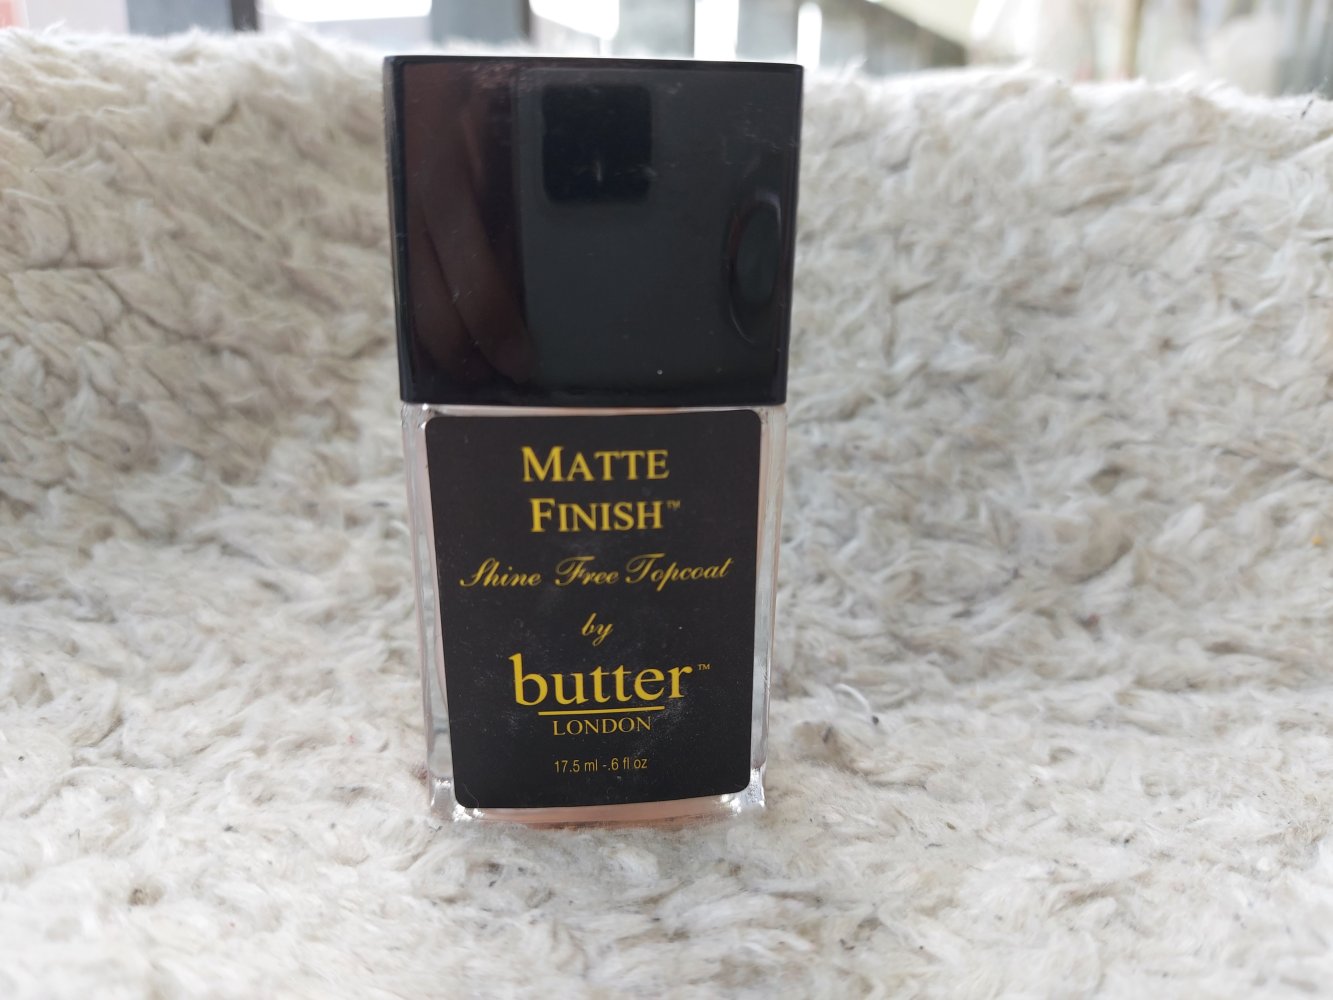 MATTE
FINISH™
Shine Free Topcoat
by
butter™
LONDON
17.5 ml -.6 fl oz